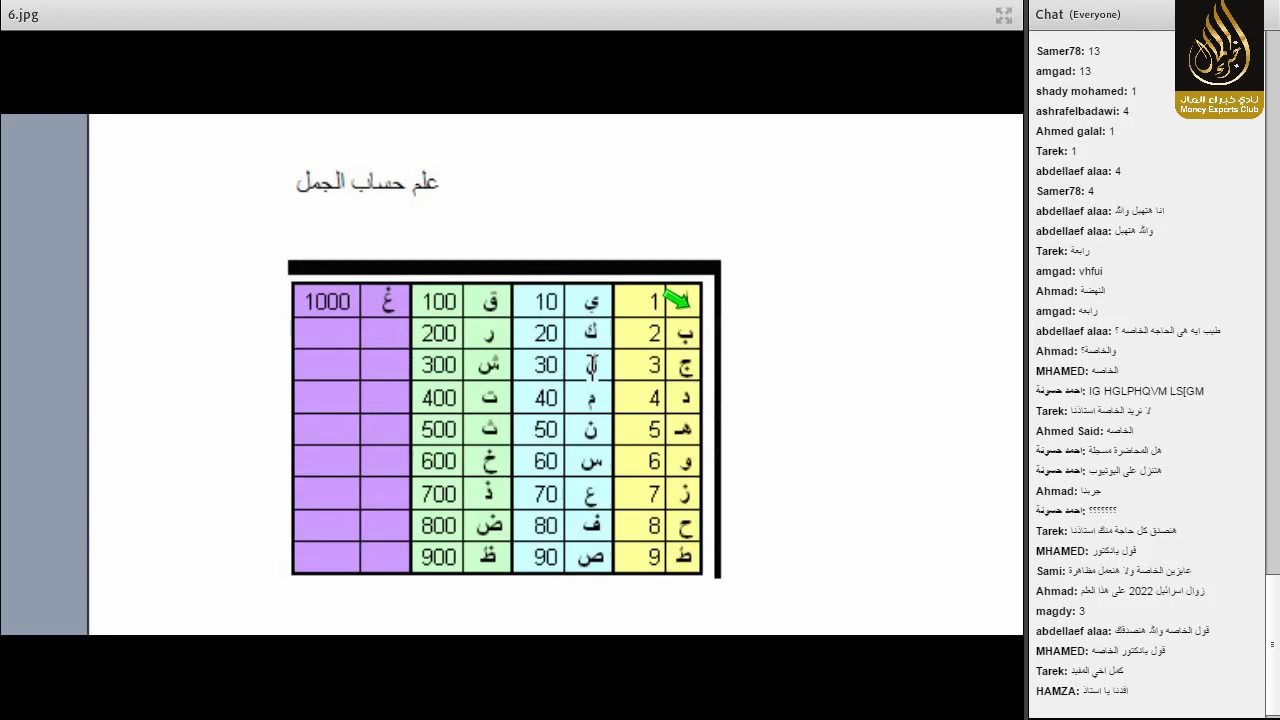 6.jpg
علم حساب الجمل
ا 1 ي 10 ق 100 غ 1000
ب 2 ك 20 ر 200
ج 3 30 ش 300
د 4 م 40 ت 400
هـ 5 ن 50 ث 500
و 6 س 60 خ 600
ز 7 ع 70 ذ 700
ح 8 ف 80 ض 800
ط 9 ص 90 ظ 900
Chat (Everyone)
نادي خبراء المال
Money Experts Club
Samer78: 13
amgad: 13
shady mohamed: 1
ashrafelbadawi: 4
Ahmed galal: 1
Tarek: 1
abdellaef alaa: 4
Samer78: 4
abdellaef alaa: انا هتهبل والله
abdellaef alaa: والله هتهبل
Tarek: رابعة
amgad: vhfui
Ahmad: النهضة
amgad: رابعه
abdellaef alaa: طيب ايه هى الحاجه الخاصه ؟
Ahmad: والخاصة؟
MHAMED: الخاصه
احمد حسونة: IG HGLPHQVM LS[GM
Tarek: لا نريد الخاصة استاذنا
Ahmed Said: الخاصه
احمد حسونة: هل المحاضرة مسجلة
احمد حسونة: هتنزل على اليوتيوب
Ahmad: جربنا
احمد حسونة: ؟؟؟؟؟؟؟
Tarek: هنصدق كل حاجة منك استاذنا
MHAMED: قول يادكتور
Sami: عايزين الخاصة ولا هنعمل مظاهرة
Ahmad: زوال اسرائيل 2022 على هذا العلم
magdy: 3
abdellaef alaa: قول الخاصه والله هنصدقك
MHAMED: قول يادكتور الخاصه
Tarek: كمل اخي المفيد
HAMZA: افدنا يا استاذ